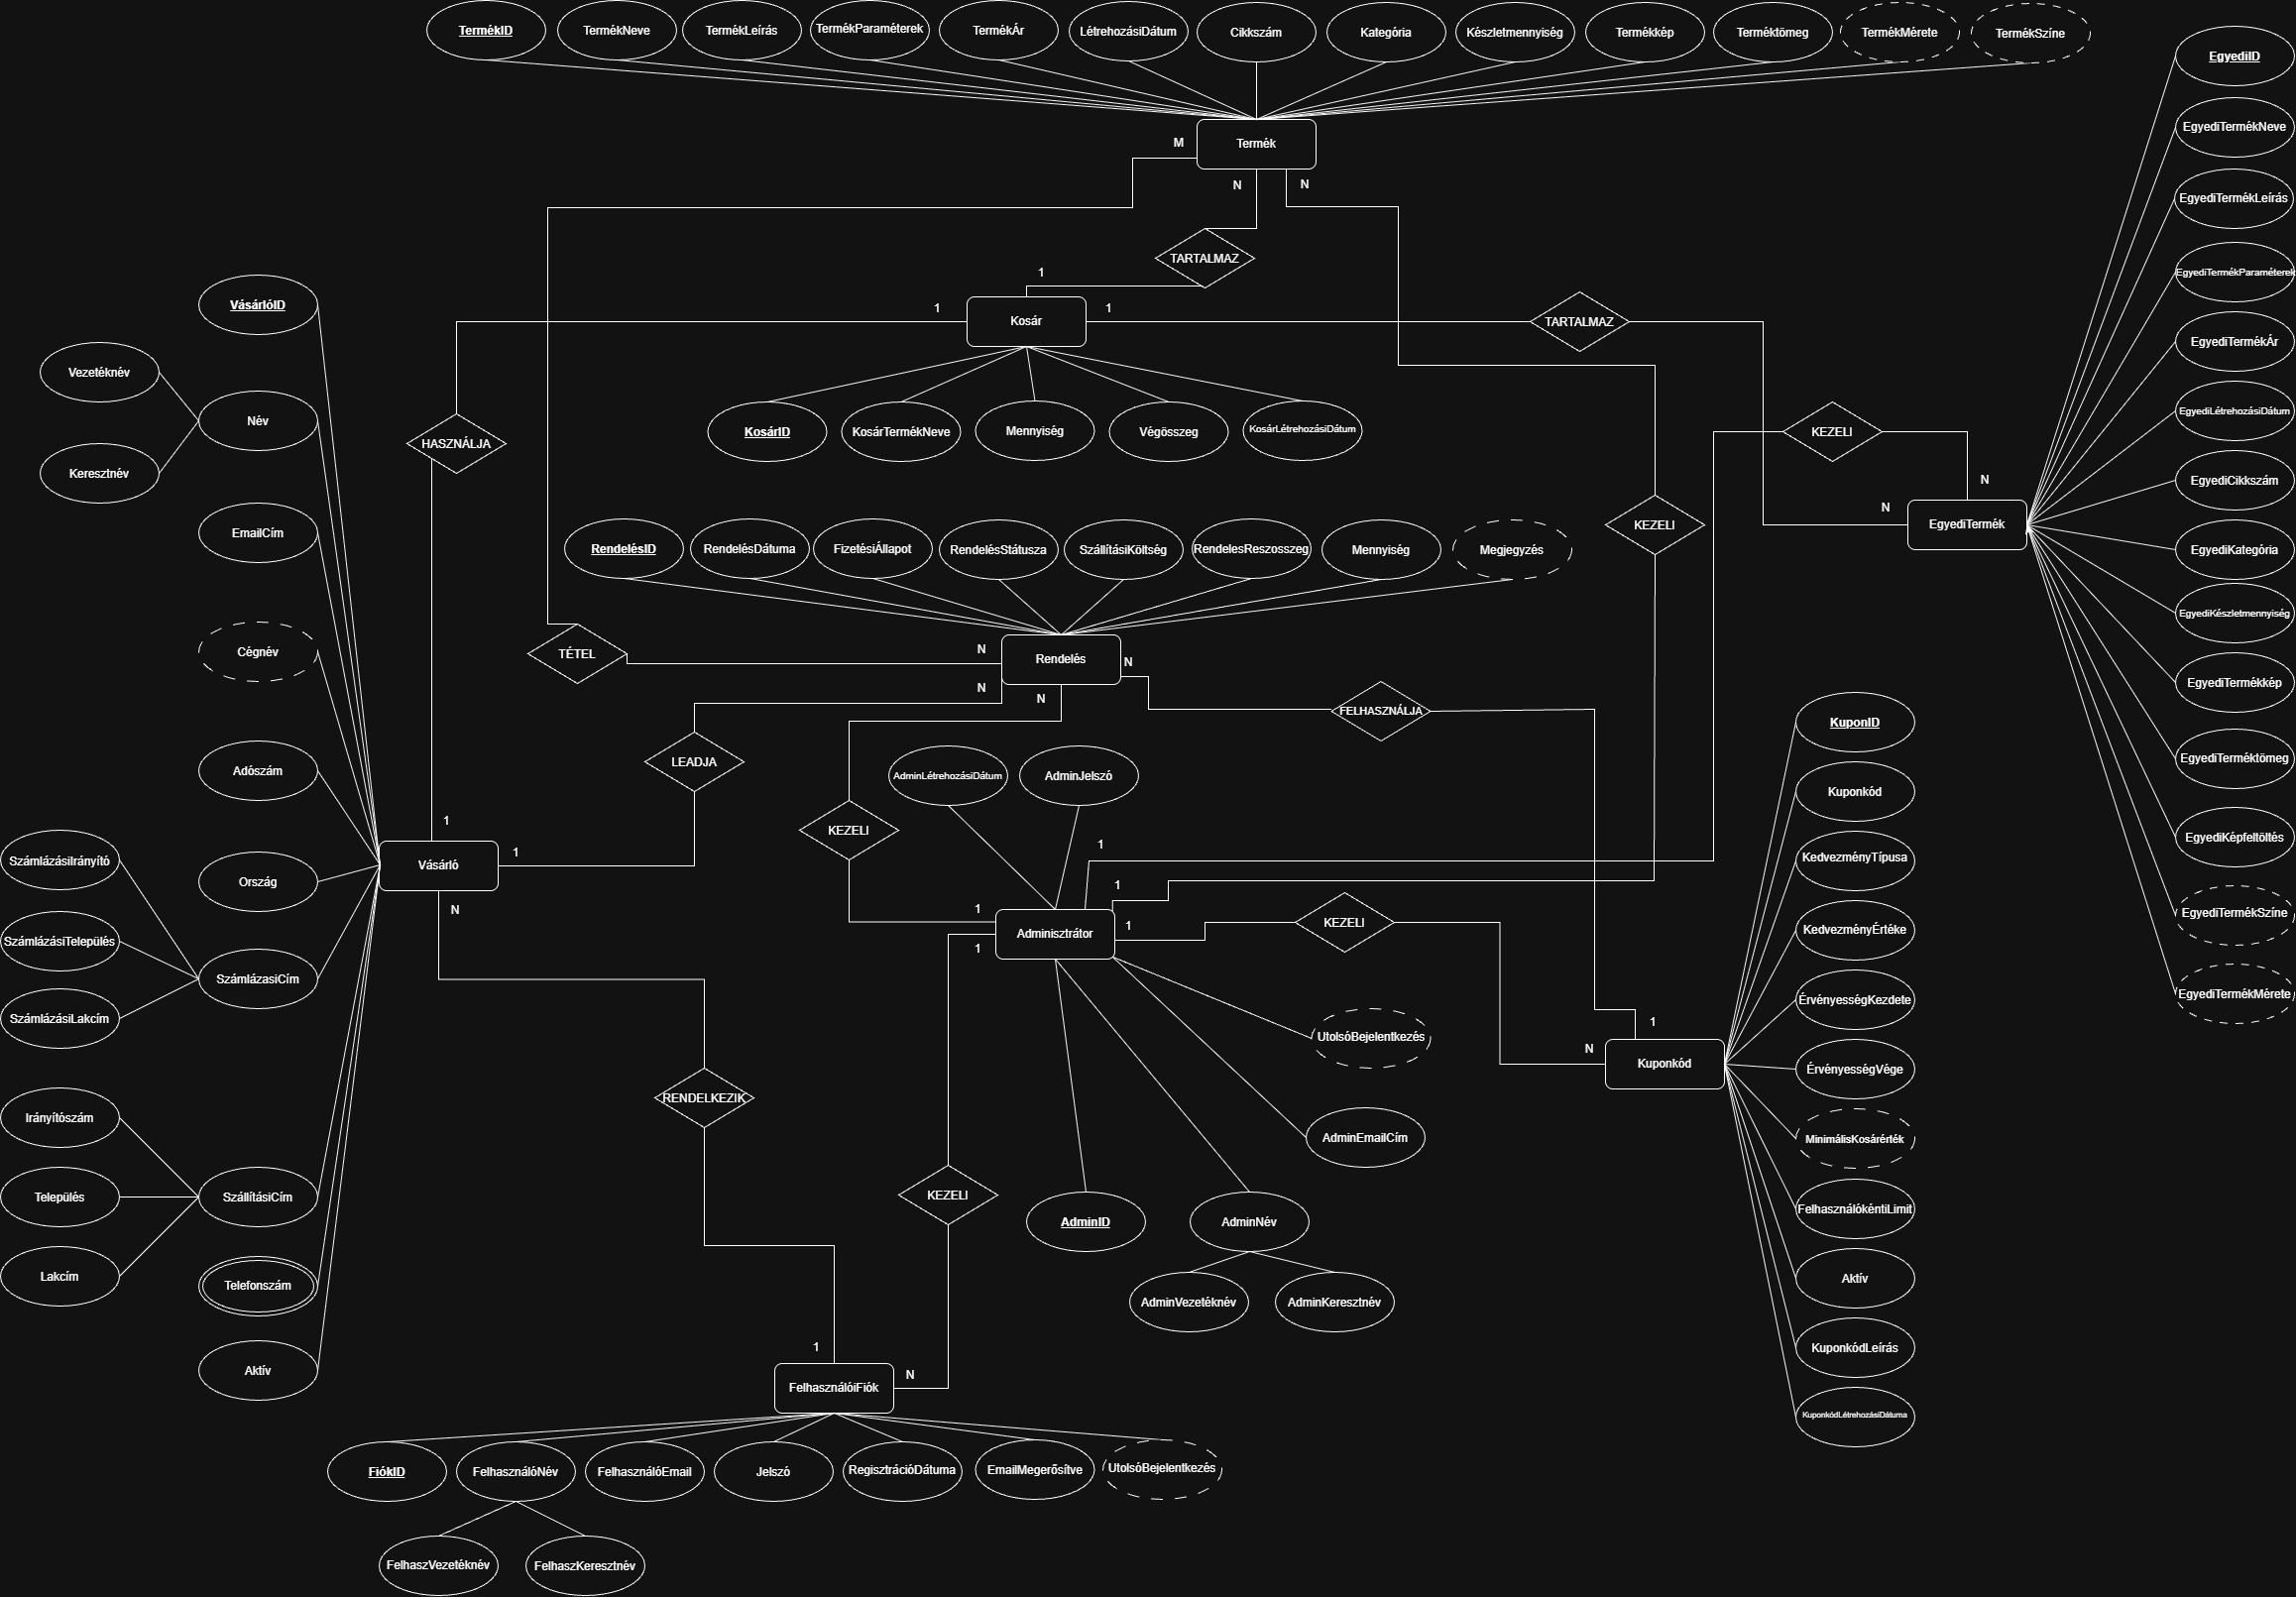 TermékID
TermékNeve
TermékLeírás
TermékParaméterek
TermékÁr
LétrehozásiDátum
Cikkszám
Kategória
Készletmennyiség
Termékkép
Terméktömeg
TermékMérete
TermékSzíne
EgyediID
EgyediTermékNeve
EgyediTermékLeírás
EgyediTermékParaméterek
EgyediTermékÁr
EgyediLétrehozásiDátum
EgyediCikkszám
EgyediKategória
EgyediKészletmennyiség
EgyediTermékkép
EgyediTerméktömeg
EgyediKépfeltöltés
EgyediTermékSzíne
EgyediTermékMérete
Termék
M
N
N
TARTALMAZ
1
1
Kosár
1
TARTALMAZ
KosárID
KosárTermékNeve
Mennyiség
Végösszeg
KosárLétrehozásiDátum
HASZNÁLJA
KEZELI
KEZELI
N
N
EgyediTermék
VásárlóID
Vezetéknév
Név
Keresztnév
EmailCím
Cégnév
Adószám
Ország
SzámlázásiIrányító
SzámlázásiTelepülés
SzámlázásiLakcím
SzámlázasiCím
Irányítószám
Település
Lakcím
SzállításiCím
Telefonszám
Aktív
RendelésID
RendelésDátuma
FizetésiÁllapot
RendelésStátusza
SzállításiKöltség
RendelesReszosszeg
Mennyiség
Megjegyzés
TÉTEL
N
Rendelés
N
N
N
FELHASZNÁLJA
LEADJA
KEZELI
AdminLétrehozásiDátum
AdminJelszó
1
Vásárló
1
N
1
1
1
Adminisztrátor
1
1
KEZELI
UtolsóBejelentkezés
AdminEmailCím
AdminID
AdminNév
AdminVezetéknév
AdminKeresztnév
1
N
Kuponkód
KuponID
Kuponkód
KedvezményTípusa
KedvezményÉrtéke
ÉrvényességKezdete
ÉrvényességVége
MinimálisKosárérték
FelhasználókéntiLimit
Aktív
KuponkódLeírás
KuponkódLétrehozásiDátuma
RENDELKEZIK
KEZELI
1
N
FelhasználóiFiók
FiókID
FelhasználóNév
FelhasználóEmail
Jelszó
RegisztrációDátuma
EmailMegerősítve
UtolsóBejelentkezés
FelhaszVezetéknév
FelhaszKeresztnév